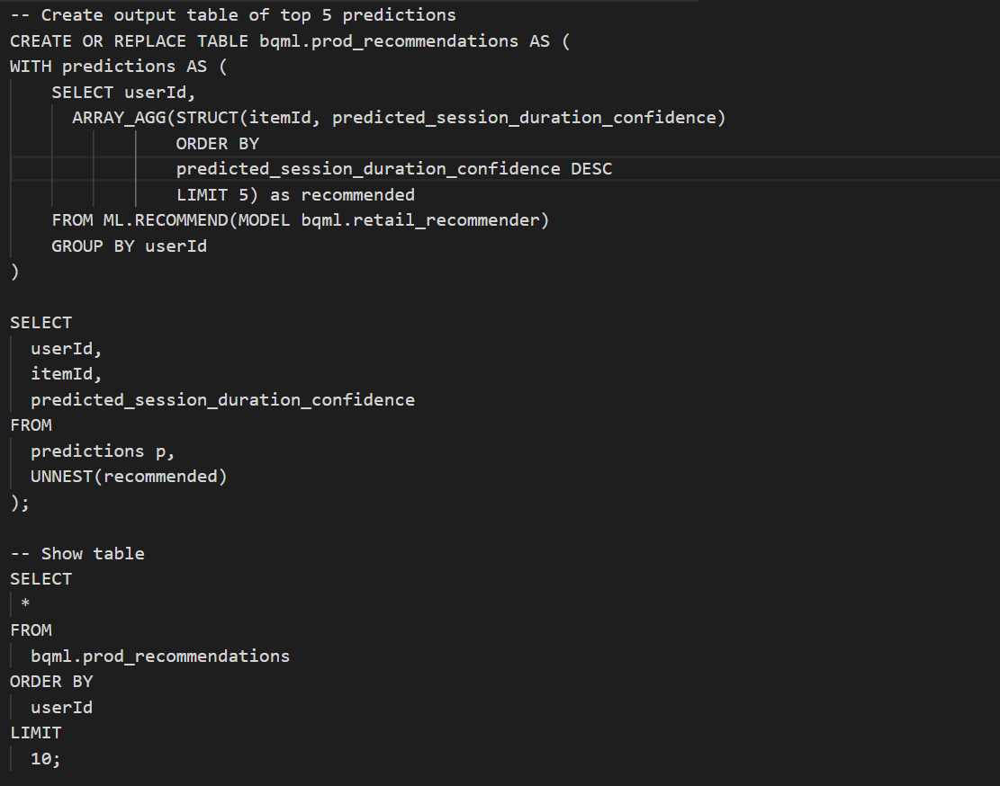 -- Create output table of top 5 predictions
CREATE OR REPLACE TABLE bqml.prod_recommendations AS (
WITH predictions AS (
    SELECT userId,
      ARRAY_AGG(STRUCT(itemId, predicted_session_duration_confidence)
                ORDER BY
                predicted_session_duration_confidence DESC
                LIMIT 5) as recommended
    FROM ML.RECOMMEND(MODEL bqml.retail_recommender)
    GROUP BY userId
)

SELECT
  userId,
  itemId,
  predicted_session_duration_confidence
FROM
  predictions p,
  UNNEST(recommended)
);

-- Show table
SELECT
 *
FROM
  bqml.prod_recommendations
ORDER BY
  userId
LIMIT
  10;